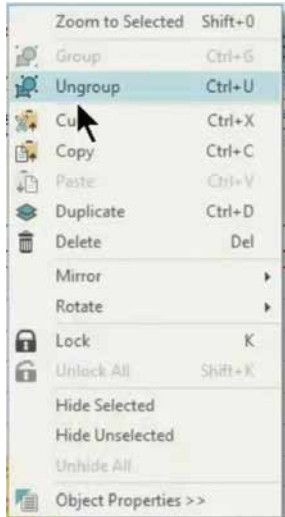 Zoom to Selected Shift+0
Group Ctrl+G
Ungroup Ctrl+U
Cu Ctrl+X
Copy Ctrl+C
Paste Ctrl+V
Duplicate Ctrl+D
Delete Del
Mirror
Rotate
Lock K
Unlock All Shift+K
Hide Selected
Hide Unselected
Unhide All
Object Properties >>